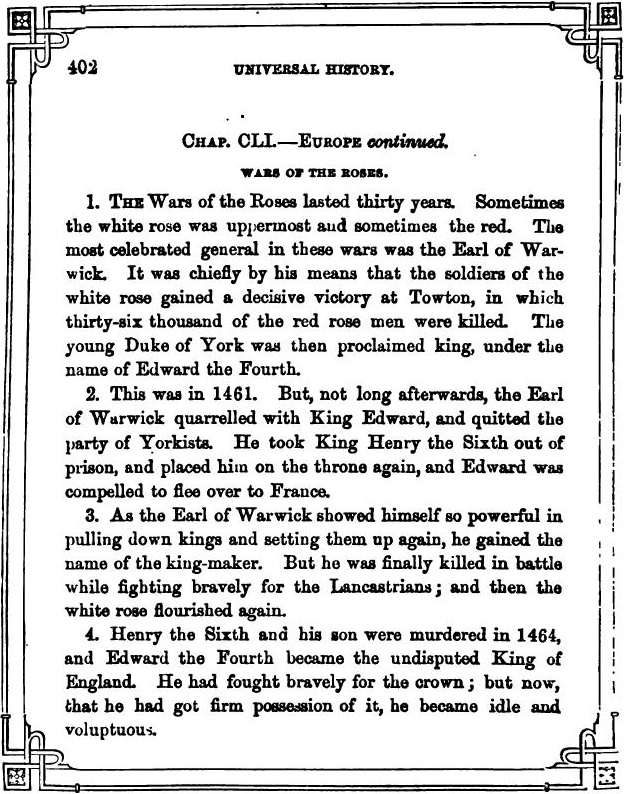 402
UNIVERSAL HISTORY.
CHAP. CLI.—EUROPE continued.
WARS OF THE ROSES.
1. THE Wars of the Roses lasted thirty years. Sometimes
the white rose was uppermost and sometimes the red. The
most celebrated general in these wars was the Earl of War-
wick. It was chiefly by his means that the soldiers of the
white rose gained a decisive victory at Towton, in which
thirty-six thousand of the red rose men were killed. The
young Duke of York was then proclaimed king, under the
name of Edward the Fourth.
2. This was in 1461. But, not long afterwards, the Earl
of Warwick quarrelled with King Edward, and quitted the
party of Yorkists. He took King Henry the Sixth out of
prison, and placed him on the throne again, and Edward was
compelled to flee over to France.
3. As the Earl of Warwick showed himself so powerful in
pulling down kings and setting them up again, he gained the
name of the king-maker. But he was finally killed in battle
while fighting bravely for the Lancastrians; and then the
white rose flourished again.
4. Henry the Sixth and his son were murdered in 1464,
and Edward the Fourth became the undisputed King of
England. He had fought bravely for the crown; but now,
that he had got firm possession of it, he became idle and
voluptuous.